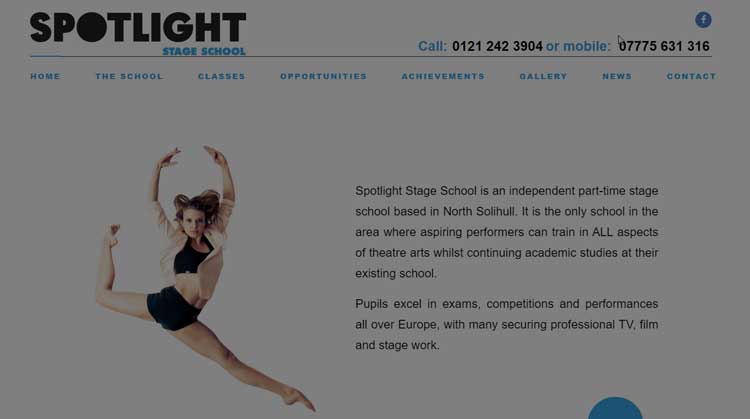 SPOTLIGHT
STAGE SCHOOL
f
Call: 0121 242 3904 or mobile: 07775 631 316
HOME THE SCHOOL CLASSES OPPORTUNITIES ACHIEVEMENTS GALLERY NEWS CONTACT
Spotlight Stage School is an independent part-time stage
school based in North Solihull. It is the only school in the
area where aspiring performers can train in ALL aspects
of theatre arts whilst continuing academic studies at their
existing school.
Pupils excel in exams, competitions and performances
all over Europe, with many securing professional TV, film
and stage work.